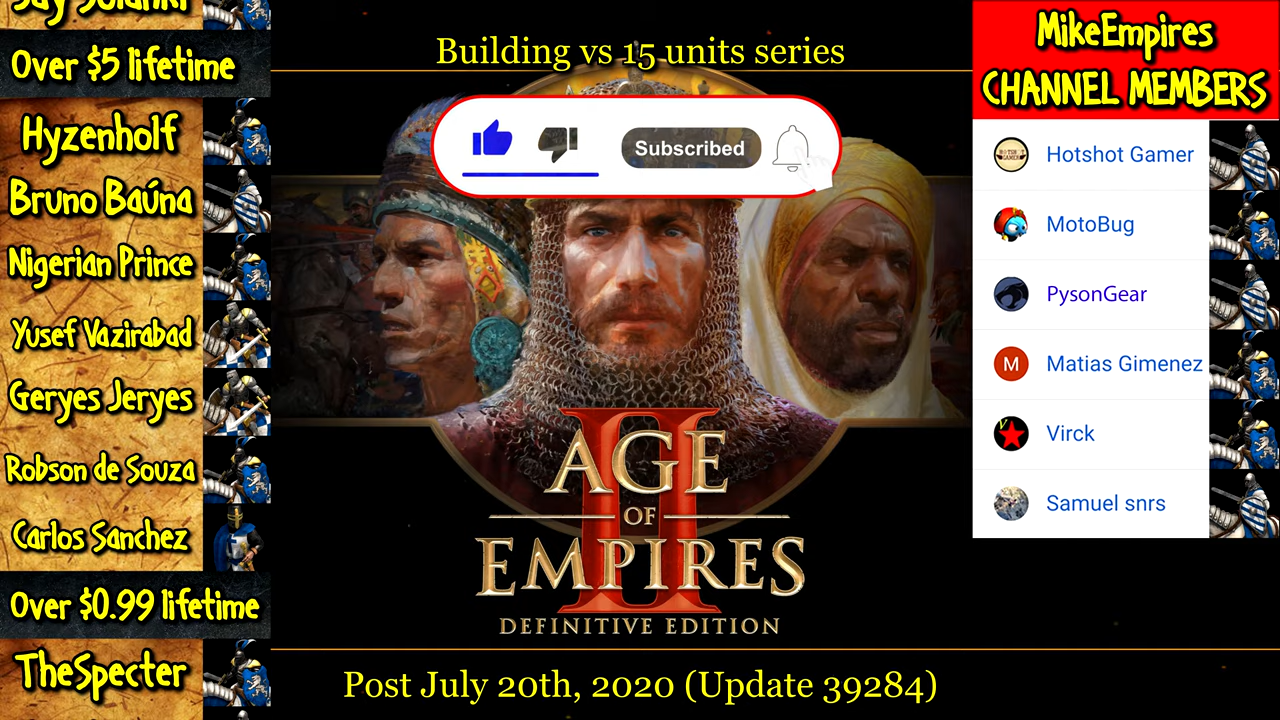 Jay Solanki
Over $5 lifetime
Hyzenholf
Bruno Baúna
Nigerian Prince
Yusef Vazirabad
Geryes Jeryes
Robson de Souza
Carlos Sanchez
Over $0.99 lifetime
TheSpecter
Building vs 15 units series
Subscribed
AGE
OF
II
EMPIRES
DEFINITIVE EDITION
Post July 20th, 2020 (Update 39284)
MikeEmpires
CHANNEL MEMBERS
Hotshot Gamer
MotoBug
PysonGear
M
Matias Gimenez
Virck
Samuel snrs